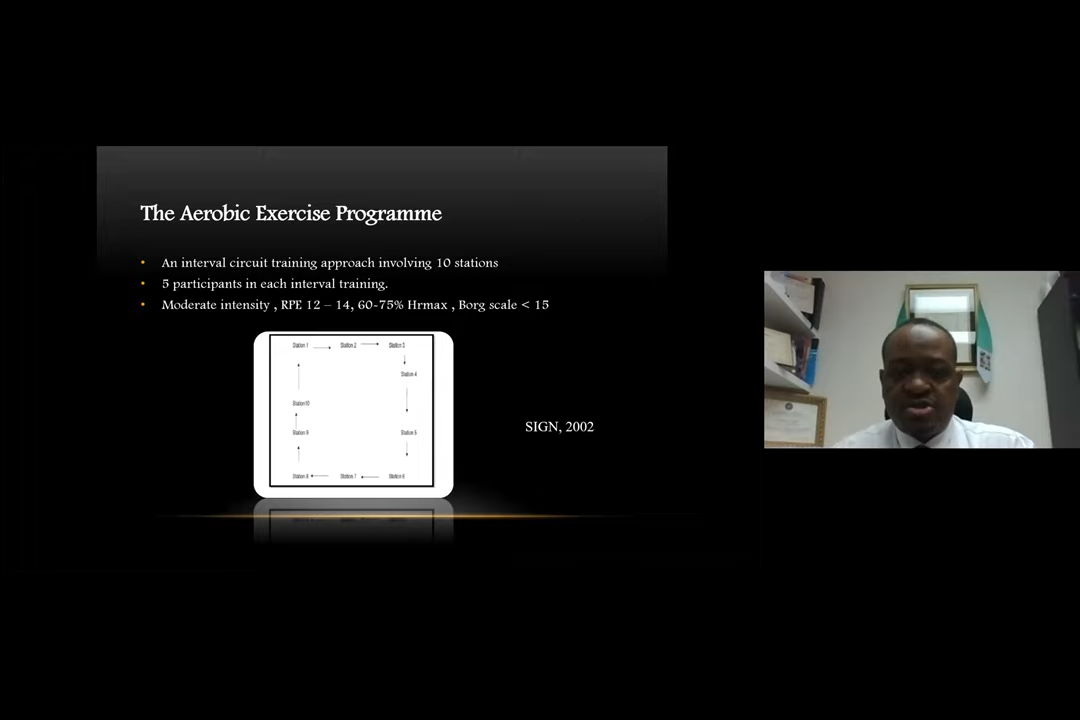 The Aerobic Exercise Programme
• An interval circuit training approach involving 10 stations
• 5 participants in each interval training.
• Moderate intensity , RPE 12 – 14, 60-75% Hrmax , Borg scale < 15
Station 1 Station 2 Station 3
Station 4
Station10
Station 9 Station 5
Station 8 Station 7 Station 6
SIGN, 2002